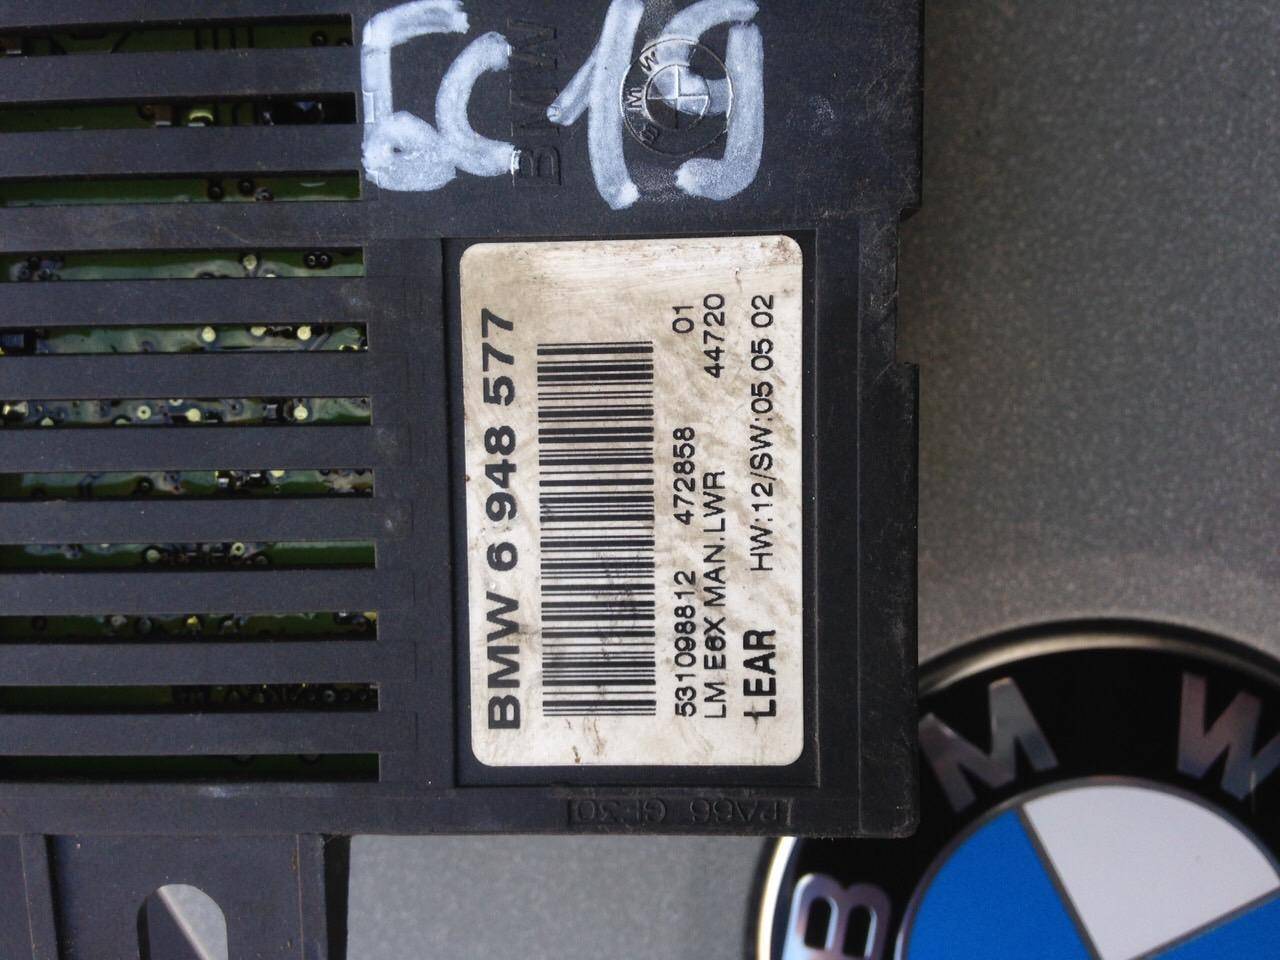 BMW 6 948 577
531098812 472858 01
LM E6X MAN.LWR 44720
LEAR HW:12/SW:05 05 02
BMW
BMW
PA66 GF30
BMW